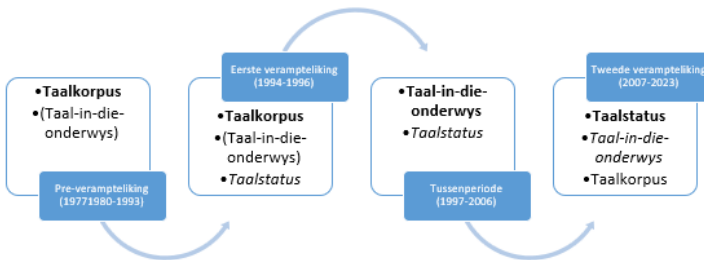 •Taalkorpus
•(Taal-in-die-
onderwys)
Pre-verampteliking
(19771980-1993)
Eerste verampteliking
(1994-1996)
•Taalkorpus
•(Taal-in-die-
onderwys)
•Taalstatus
•Taal-in-die-
onderwys
•Taalstatus
Tussenperiode
(1997-2006)
Tweede verampteliking
(2007-2023)
•Taalstatus
•Taal-in-die-
onderwys
•Taalkorpus